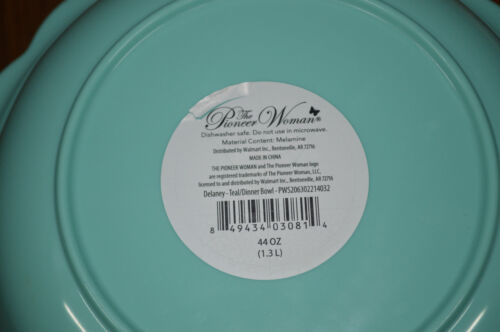 The
Pioneer Woman®
Dishwasher safe. Do not use in microwave.
Material Content: Melamine
Distributed by Walmart Inc., Bentonville, AR 72716
MADE IN CHINA
THE PIONEER WOMAN and The Pioneer Woman logo
are registered trademarks of The Pioneer Woman, LLC,
licensed to and distributed by Walmart Inc., Bentonville, AR 72716
Delaney - Teal/Dinner Bowl - PWS206302214032
8 49434 03081 4
44 OZ
(1.3 L)